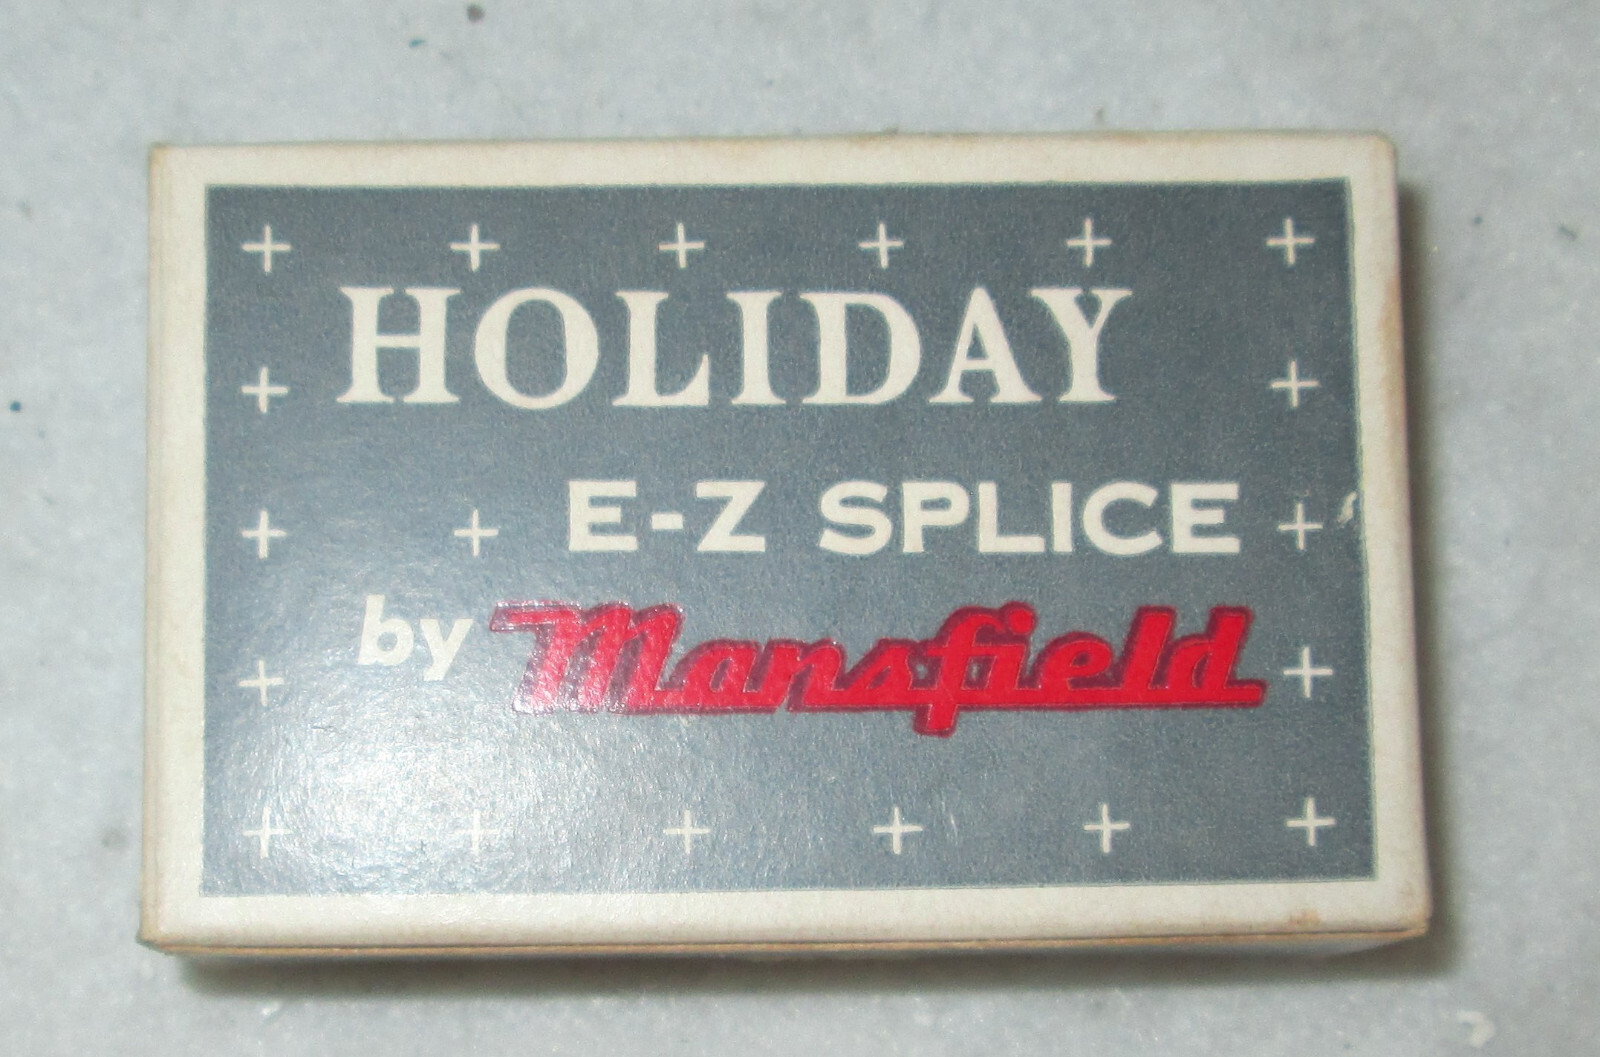 HOLIDAY
E-Z SPLICE
by Mansfield